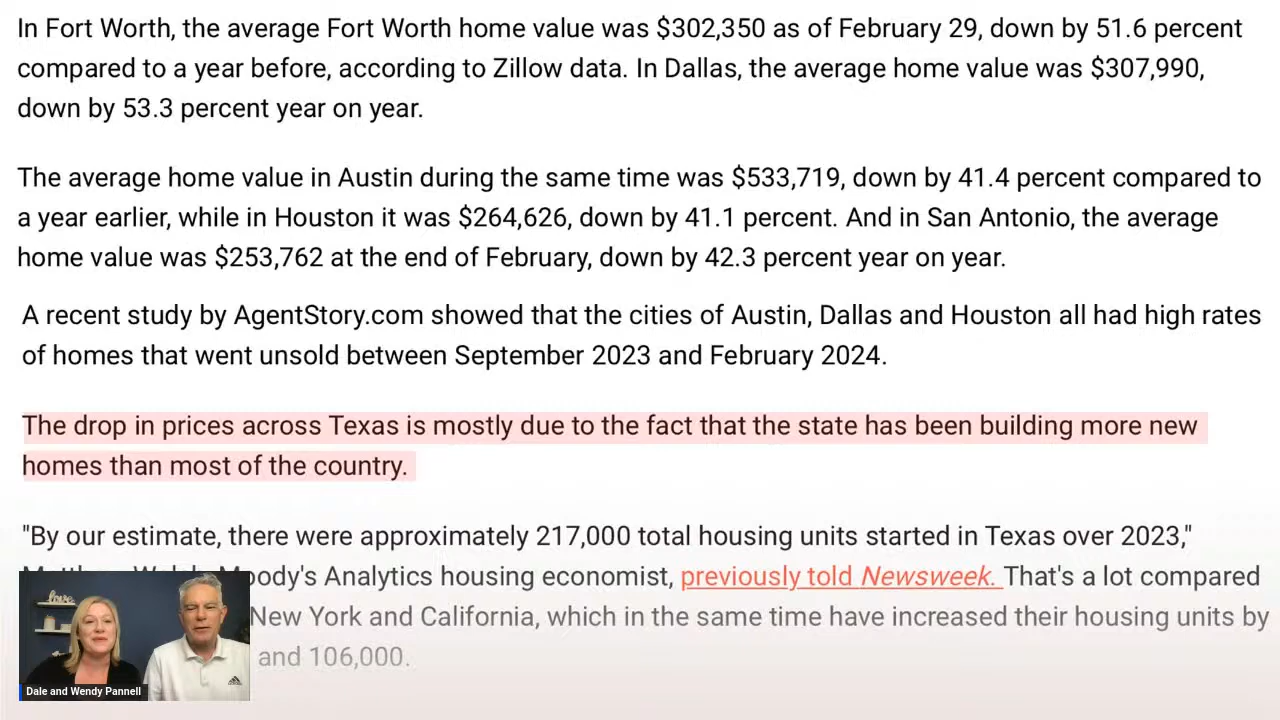 In Fort Worth, the average Fort Worth home value was $302,350 as of February 29, down by 51.6 percent
compared to a year before, according to Zillow data. In Dallas, the average home value was $307,990,
down by 53.3 percent year on year.
The average home value in Austin during the same time was $533,719, down by 41.4 percent compared to
a year earlier, while in Houston it was $264,626, down by 41.1 percent. And in San Antonio, the average
home value was $253,762 at the end of February, down by 42.3 percent year on year.
A recent study by AgentStory.com showed that the cities of Austin, Dallas and Houston all had high rates
of homes that went unsold between September 2023 and February 2024.
The drop in prices across Texas is mostly due to the fact that the state has been building more new
homes than most of the country.
"By our estimate, there were approximately 217,000 total housing units started in Texas over 2023,"
Moody's Analytics housing economist, previously told Newsweek. That's a lot compared
New York and California, which in the same time have increased their housing units by
and 106,000.
love
Dale and Wendy Pannell